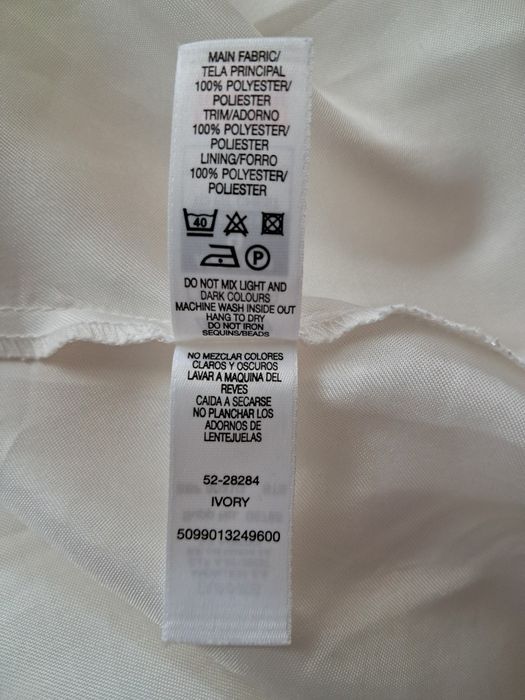 MAIN FABRIC/
TELA PRINCIPAL
100% POLYESTER/
POLIESTER
TRIM/ADORNO
100% POLYESTER/
POLIESTER
LINING/FORRO
100% POLYESTER/
POLIESTER
40
P
DO NOT MIX LIGHT AND
DARK COLOURS
MACHINE WASH INSIDE OUT
HANG TO DRY
DO NOT IRON
SEQUINS/BEADS
NO MEZCLAR COLORES
CLAROS Y OSCUROS
LAVAR A MAQUINA DEL
REVES
CAIDA A SECARSE
NO PLANCHAR LOS
ADORNOS DE
LENTEJUELAS
52-28284
IVORY
5099013249600